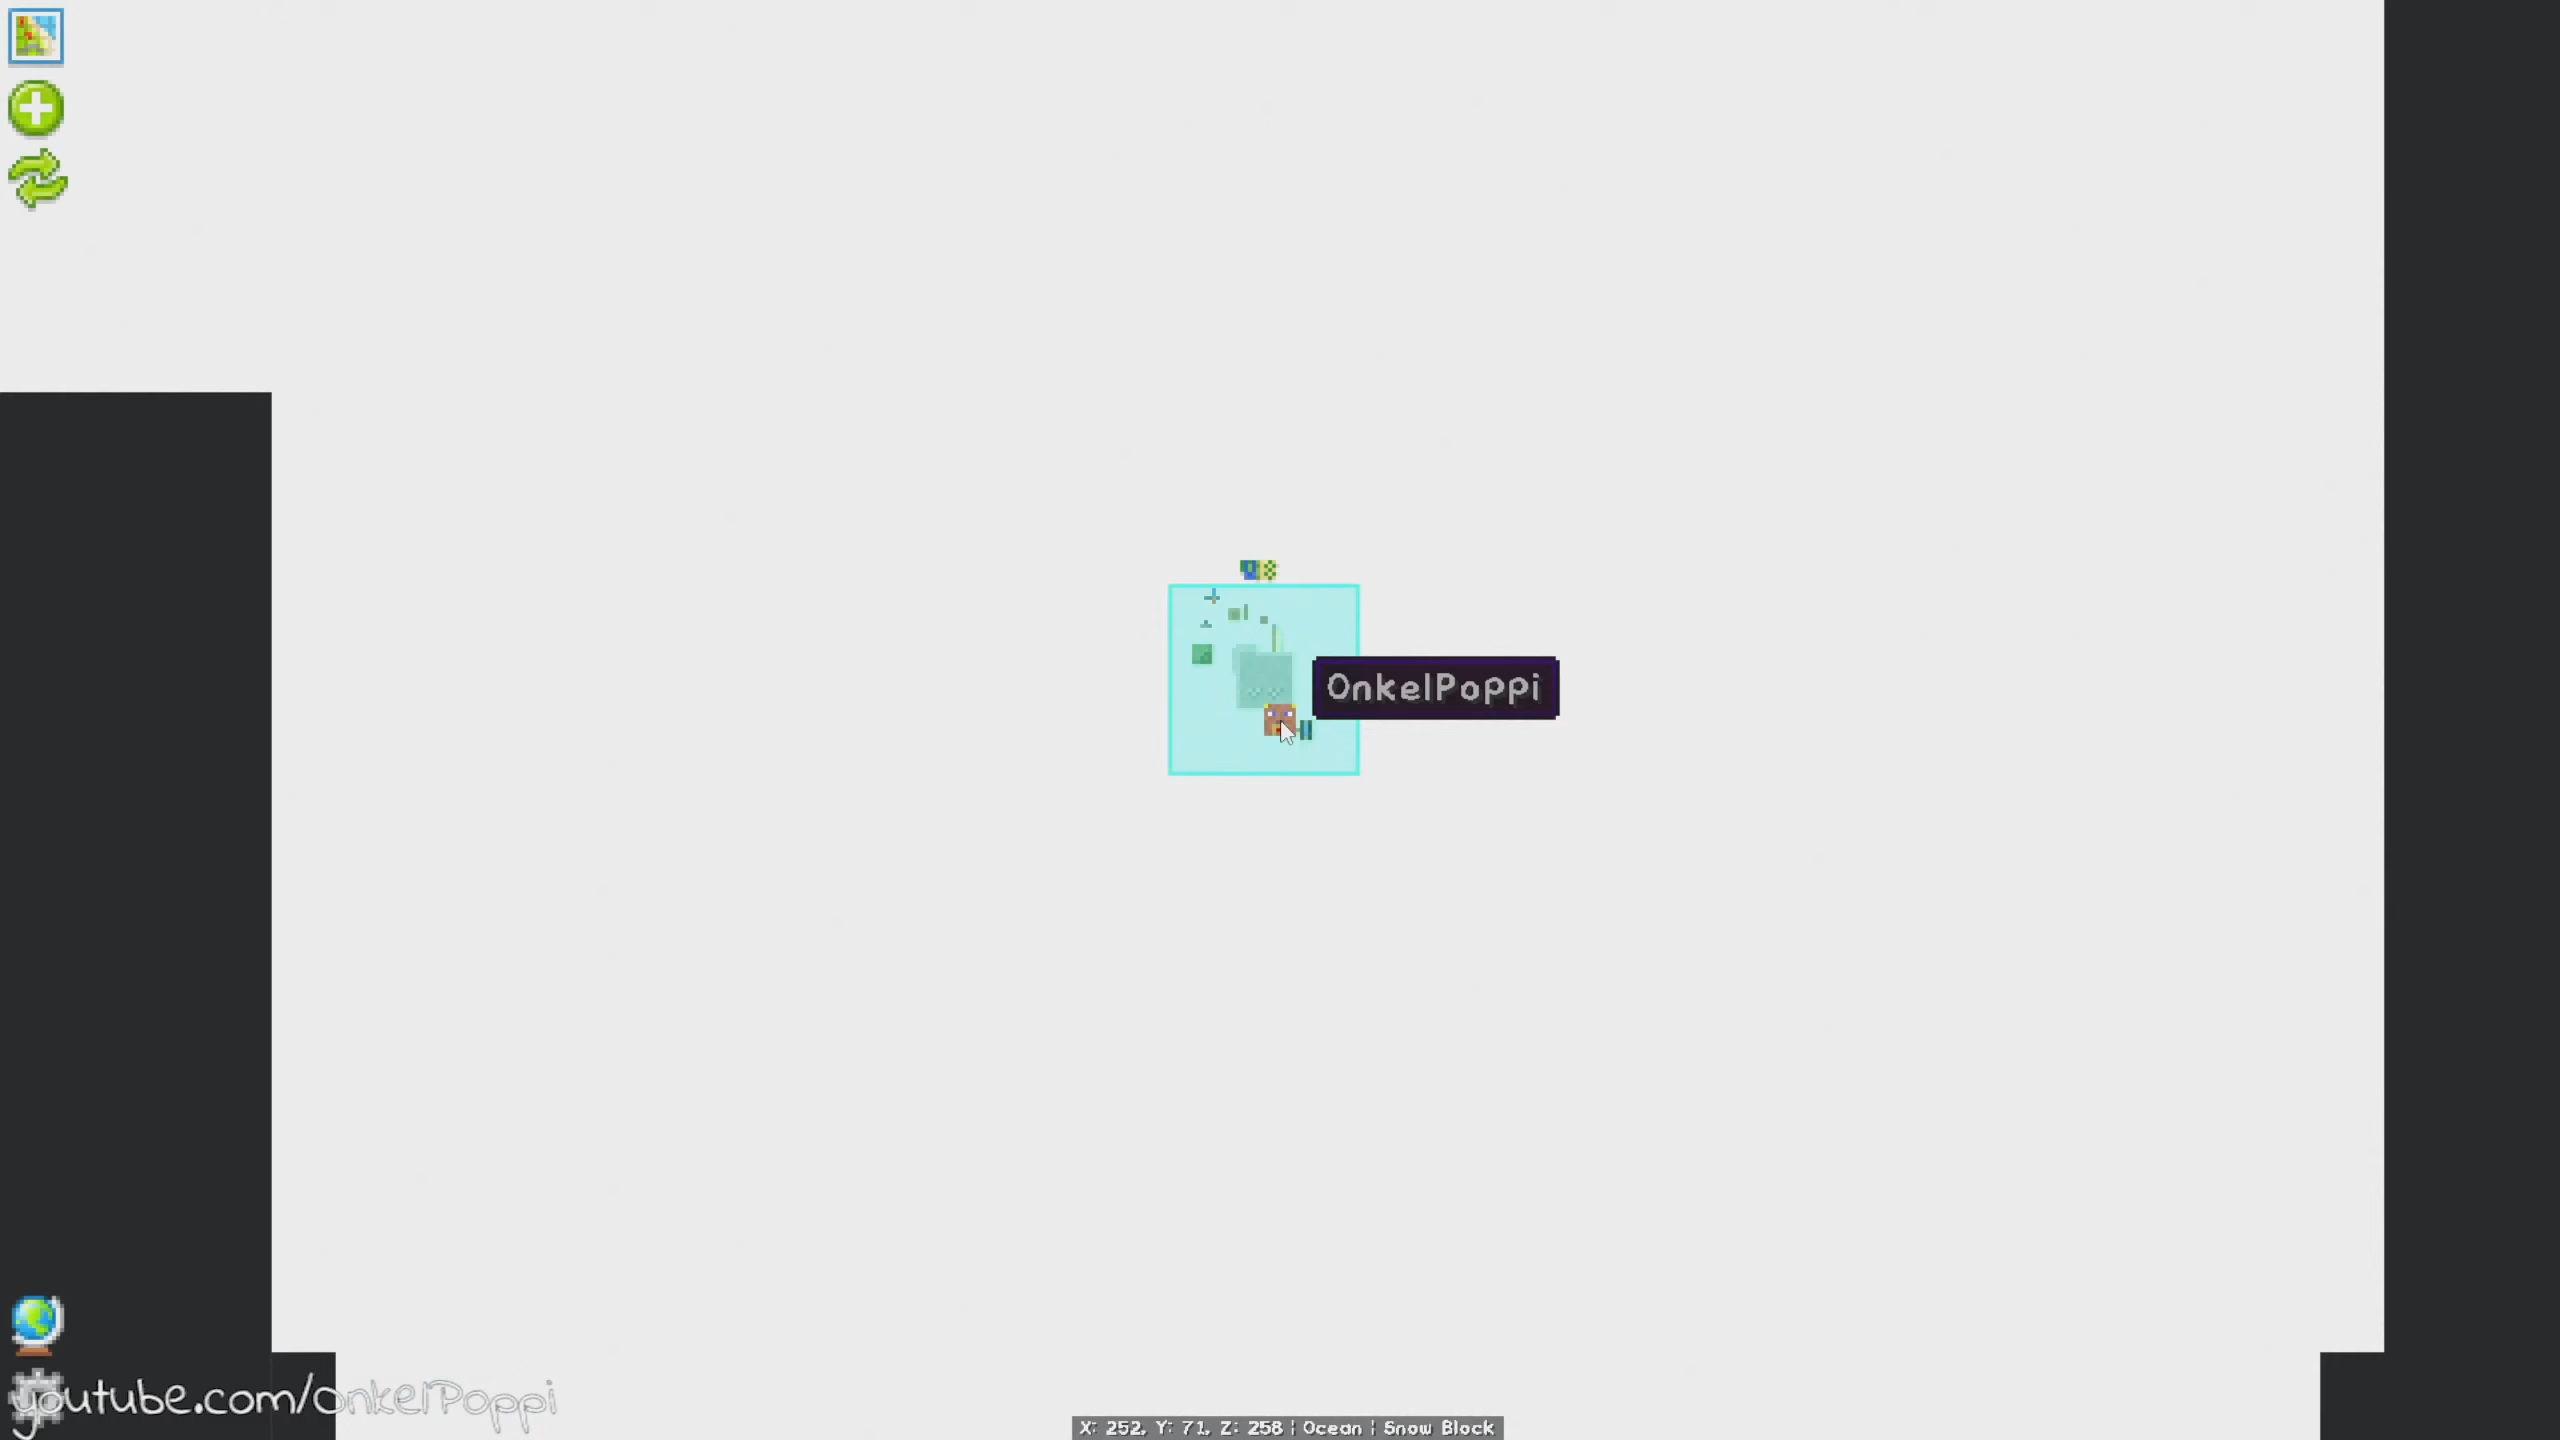 OnkelPoppi
youtube.com/OnkelPoppi
X: 252, Y: 71, Z: 258 | Ocean | Snow Block